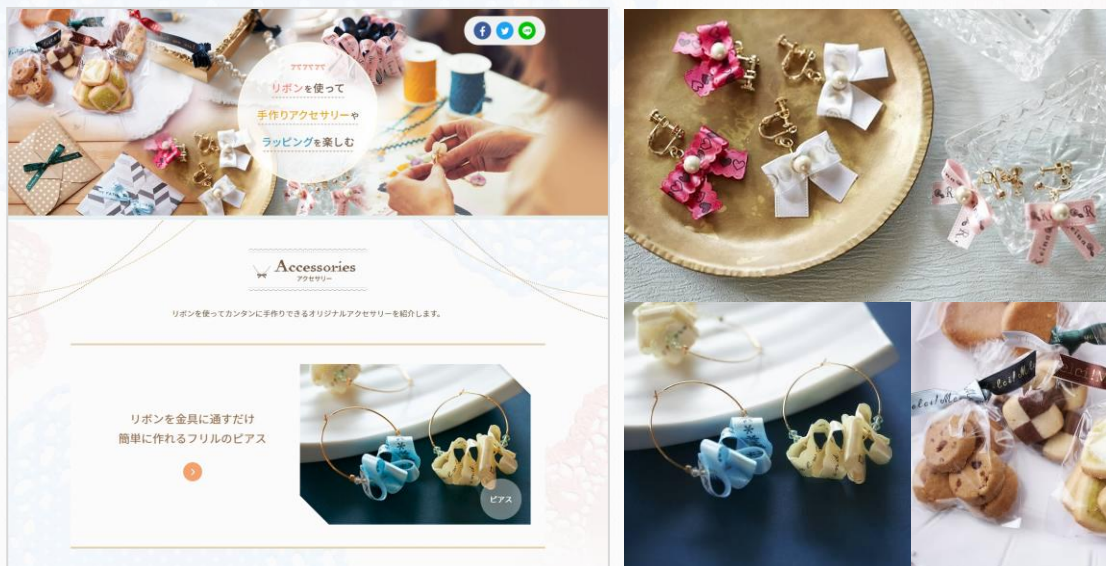 リボンを使って
手作りアクセサリーや
ラッピングを楽しむ
Accessories
アクセサリー
リボンを使ってカンタンに手作りできるオリジナルアクセサリーを紹介します。
リボンを金具に通すだけ
簡単に作れるフリルのピアス
ピアス